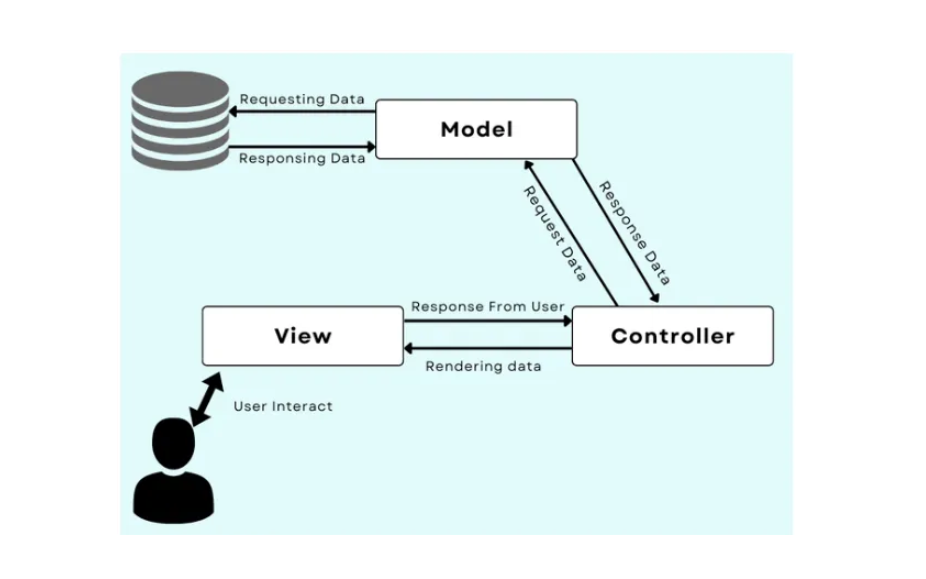 Requesting Data
Model
Responsing Data
Request Data
Response Data
Response From User
View
Controller
Rendering data
User Interact